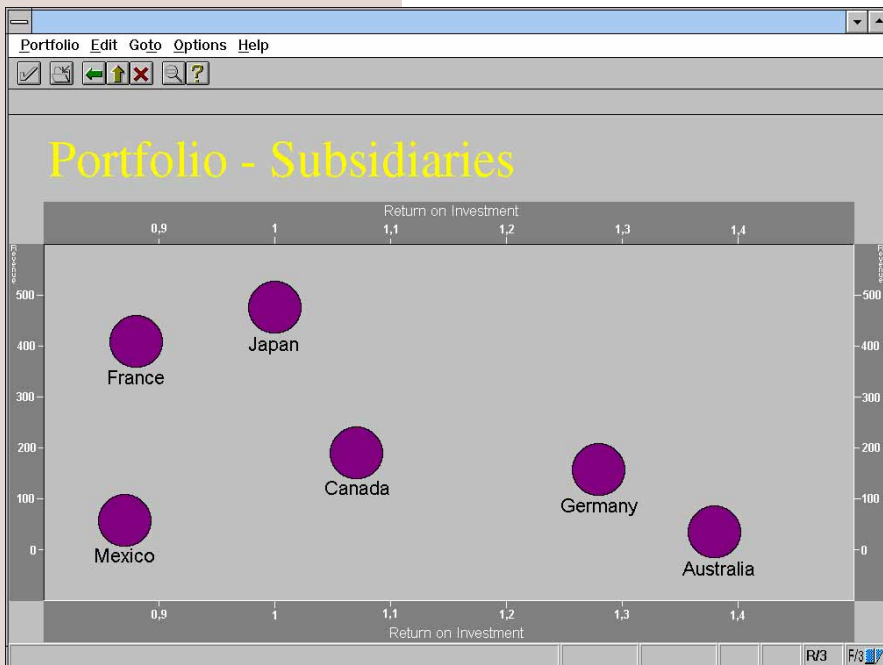 Portfolio Edit Goto Options Help
Portfolio - Subsidiaries
Return on Investment
0,9 1 1,1 1,2 1,3 1,4
Revenue
500 500
Japan
400 400
France
300 300
200 200
Canada
100 100
Germany
0 0
Mexico
Australia
0,9 1 1,1 1,2 1,3 1,4
Return on Investment
R/3